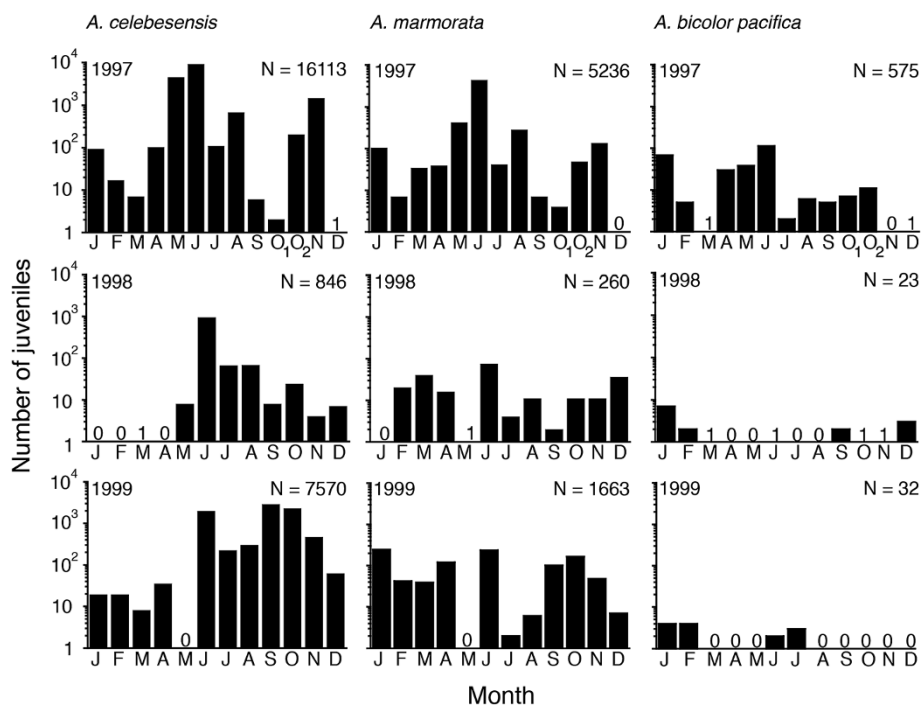 A. celebesensis A. marmorata A. bicolor pacifica
Number of juveniles
10⁴ 1997 N = 16113 1997 N = 5236 1997 N = 575
10³
10²
10
1 1 0 1 0 1
J F M A M J J A S O₁ O₂ N D J F M A M J J A S O₁ O₂ N D J F M A M J J A S O₁ O₂ N D
10⁴ 1998 N = 846 1998 N = 260 1998 N = 23
10³
10²
10
1 0 0 1 0 0 1 1 0 0 1 0 0 1 1
J F M A M J J A S O N D J F M A M J J A S O N D J F M A M J J A S O N D
10⁴ 1999 N = 7570 1999 N = 1663 1999 N = 32
10³
10²
10
1 0 0 0 0 0 0 0 0 0 0
J F M A M J J A S O N D J F M A M J J A S O N D J F M A M J J A S O N D
Month